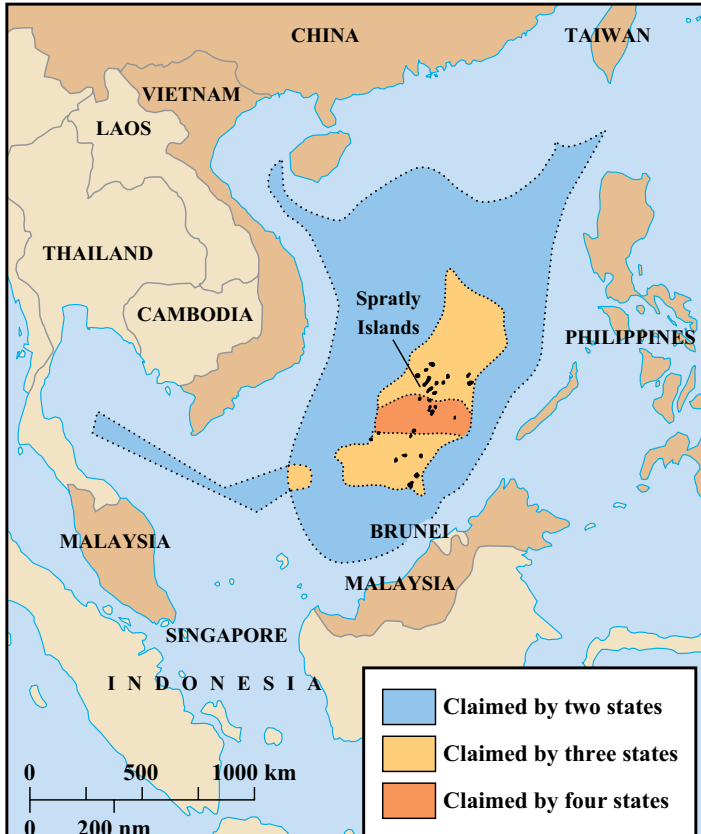 CHINA
TAIWAN
VIETNAM
LAOS
THAILAND
CAMBODIA
Spratly
Islands
PHILIPPINES
BRUNEI
MALAYSIA
MALAYSIA
SINGAPORE
I N D O N E S I A
Claimed by two states
Claimed by three states
Claimed by four states
0 500 1000 km
0 200 nm